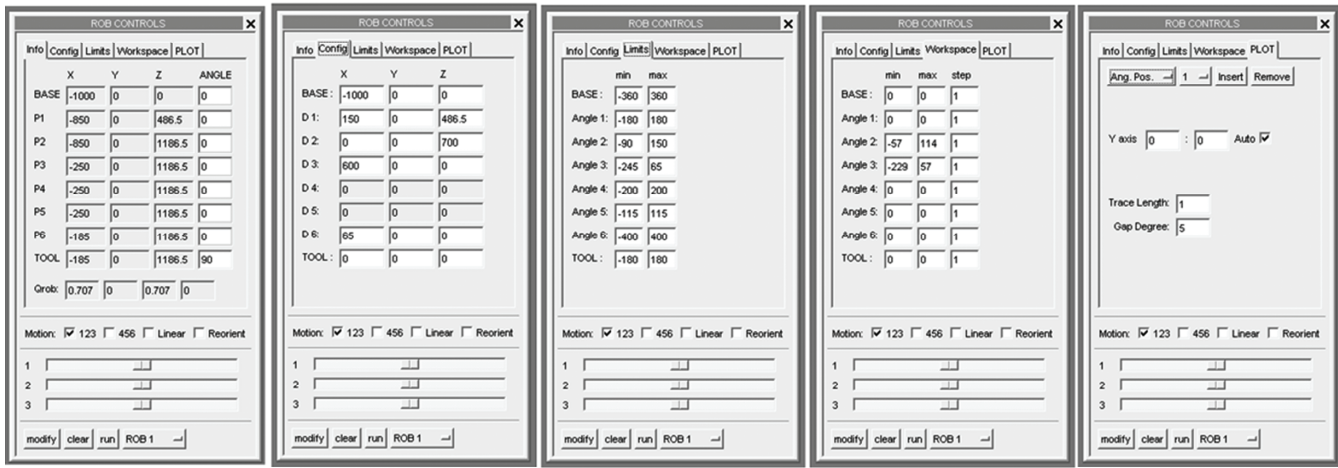 ROB CONTROLS
Info Config Limits Workspace PLOT
X Y Z ANGLE
BASE -1000 0 0 0
P1 -850 0 486.5 0
P2 -850 0 1186.5 0
P3 -250 0 1186.5 0
P4 -250 0 1186.5 0
P5 -250 0 1186.5 0
P6 -185 0 1186.5 0
TOOL -185 0 1186.5 90
Qrob: 0.707 0 0.707 0
Motion: 123 456 Linear Reorient
1
2
3
modify clear run ROB 1
ROB CONTROLS
Info Config Limits Workspace PLOT
X Y Z
BASE : -1000 0 0
D 1: 150 0 486.5
D 2: 0 0 700
D 3: 600 0 0
D 4: 0 0 0
D 5: 0 0 0
D 6: 65 0 0
TOOL : 0 0 0
Motion: 123 456 Linear Reorient
1
2
3
modify clear run ROB 1
ROB CONTROLS
Info Config Limits Workspace PLOT
min max
BASE : -360 360
Angle 1: -180 180
Angle 2: -90 150
Angle 3: -245 65
Angle 4: -200 200
Angle 5: -115 115
Angle 6: -400 400
TOOL : -180 180
Motion: 123 456 Linear Reorient
1
2
3
modify clear run ROB 1
ROB CONTROLS
Info Config Limits Workspace PLOT
min max step
BASE : 0 0 1
Angle 1: 0 0 1
Angle 2: -57 114 1
Angle 3: -229 57 1
Angle 4: 0 0 1
Angle 5: 0 0 1
Angle 6: 0 0 1
TOOL : 0 0 1
Motion: 123 456 Linear Reorient
1
2
3
modify clear run ROB 1
ROB CONTROLS
Info Config Limits Workspace PLOT
Ang. Pos. 1 Insert Remove
Y axis 0 : 0 Auto
Trace Length: 1
Gap Degree: 5
Motion: 123 456 Linear Reorient
1
2
3
modify clear run ROB 1